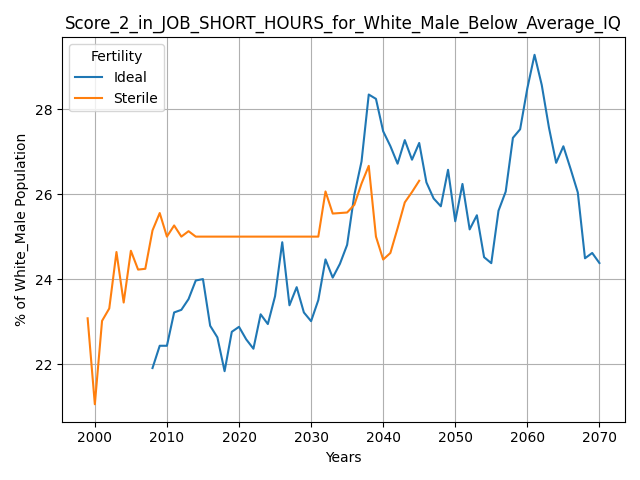 Score_2_in_JOB_SHORT_HOURS_for_White_Male_Below_Average_IQ
Fertility
Ideal
Sterile
% of White_Male Population
28
26
24
22
2000 2010 2020 2030 2040 2050 2060 2070
Years